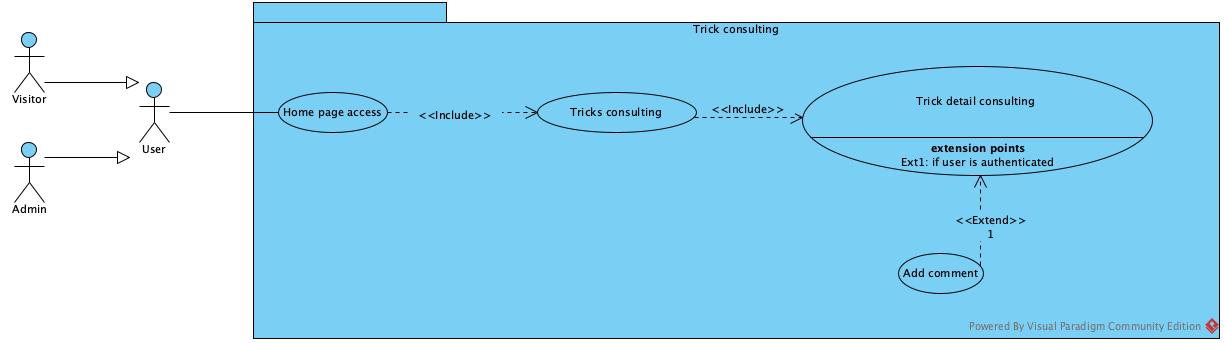 Trick consulting
Visitor
User
Admin
Home page access
<<Include>>
Tricks consulting
<<Include>>
Trick detail consulting
extension points
Ext1: if user is authenticated
<<Extend>>
1
Add comment
Powered By Visual Paradigm Community Edition